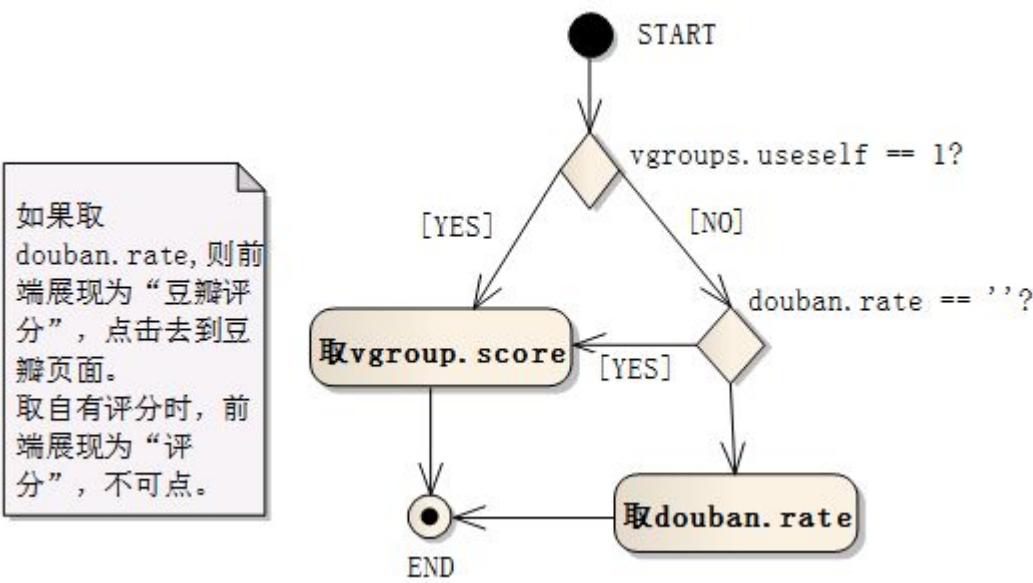 START
vgroups.useself == 1?
[YES]
[NO]
如果取
douban.rate,则前
端展现为“豆瓣评
分”，点击去到豆
瓣页面。
取自有评分时，前
端展现为“评
分”，不可点。
douban.rate == ''?
取vgroup.score
[YES]
取douban.rate
END